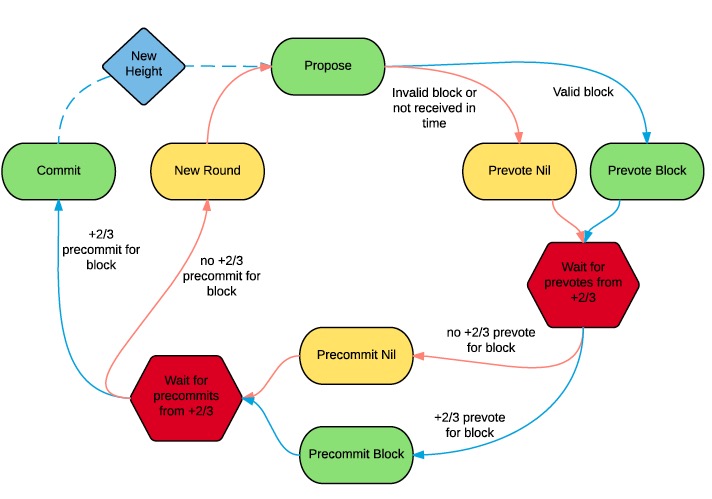 New
Height
Propose
Invalid block or
not received in
time
Valid block
Commit
New Round
Prevote Nil
Prevote Block
+2/3
precommit for
block
no +2/3
precommit for
block
Wait for
prevotes from
+2/3
no +2/3 prevote
for block
Precommit Nil
Wait for
precommits
from +2/3
+2/3 prevote
for block
Precommit Block